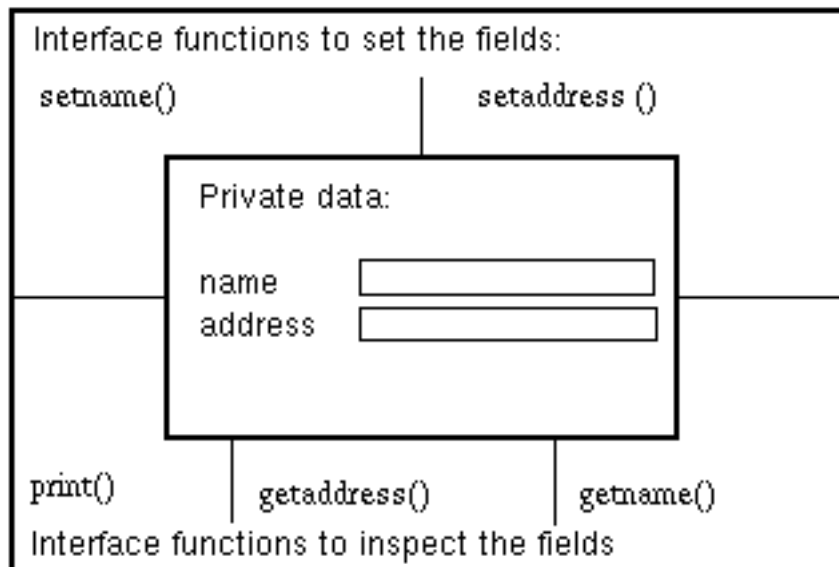 Interface functions to set the fields:
setname() setaddress ()
Private data:
name
address
print() getaddress() getname()
Interface functions to inspect the fields